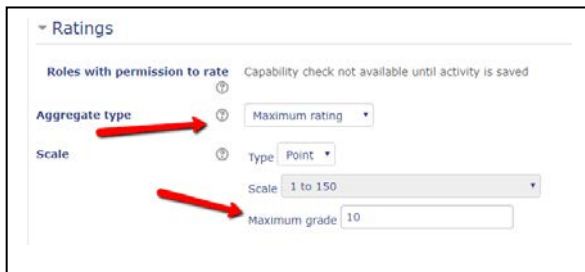 Ratings
Roles with permission to rate Capability check not available until activity is saved
Aggregate type Maximum rating
Scale Type Point
Scale 1 to 150
Maximum grade 10